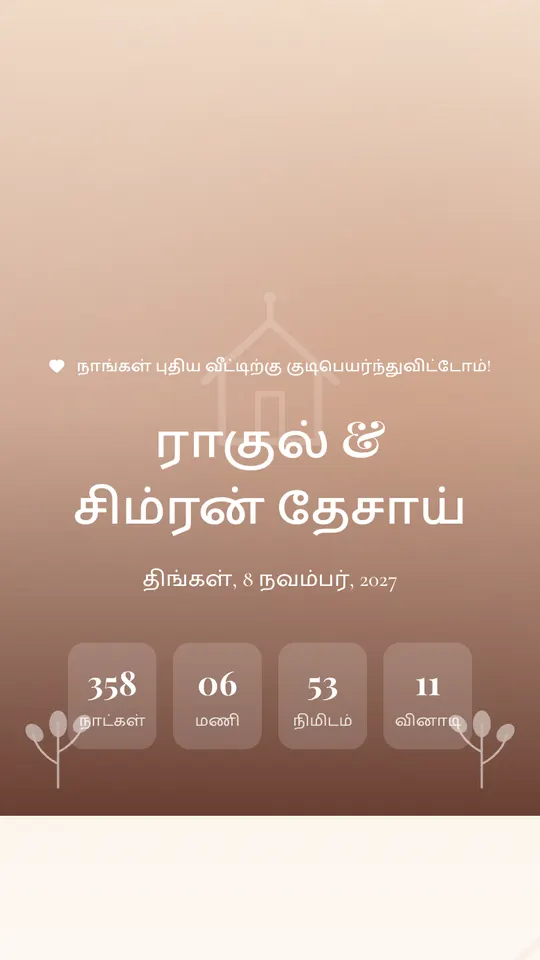 நாங்கள் புதிய வீட்டிற்கு குடிபெயர்ந்துவிட்டோம்!
ராகுல் &
சிம்ரன் தேசாய்
திங்கள், 8 நவம்பர், 2027
358 06 53 11
நாட்கள் மணி நிமிடம் வினாடி